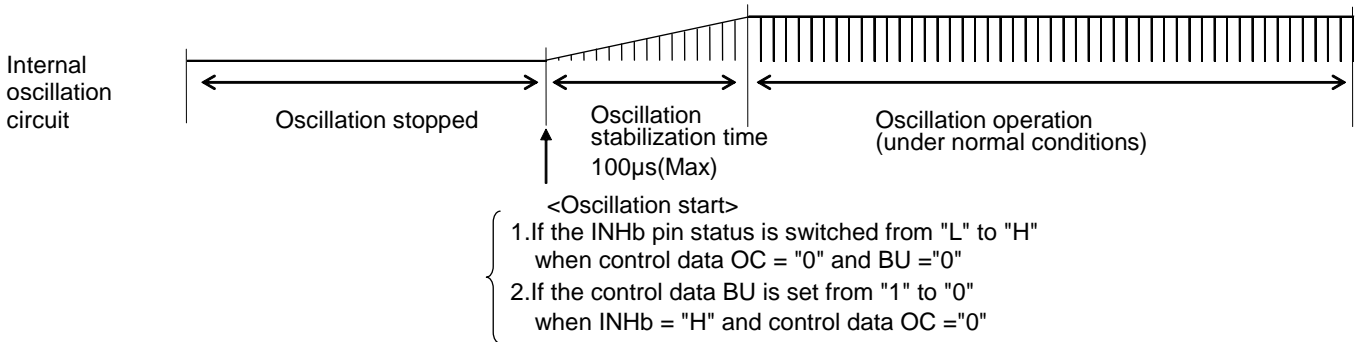 Internal
oscillation
circuit
Oscillation stopped
Oscillation
stabilization time
100µs(Max)
Oscillation operation
(under normal conditions)
<Oscillation start>
1.If the INHb pin status is switched from "L" to "H"
when control data OC = "0" and BU ="0"
2.If the control data BU is set from "1" to "0"
when INHb = "H" and control data OC ="0"